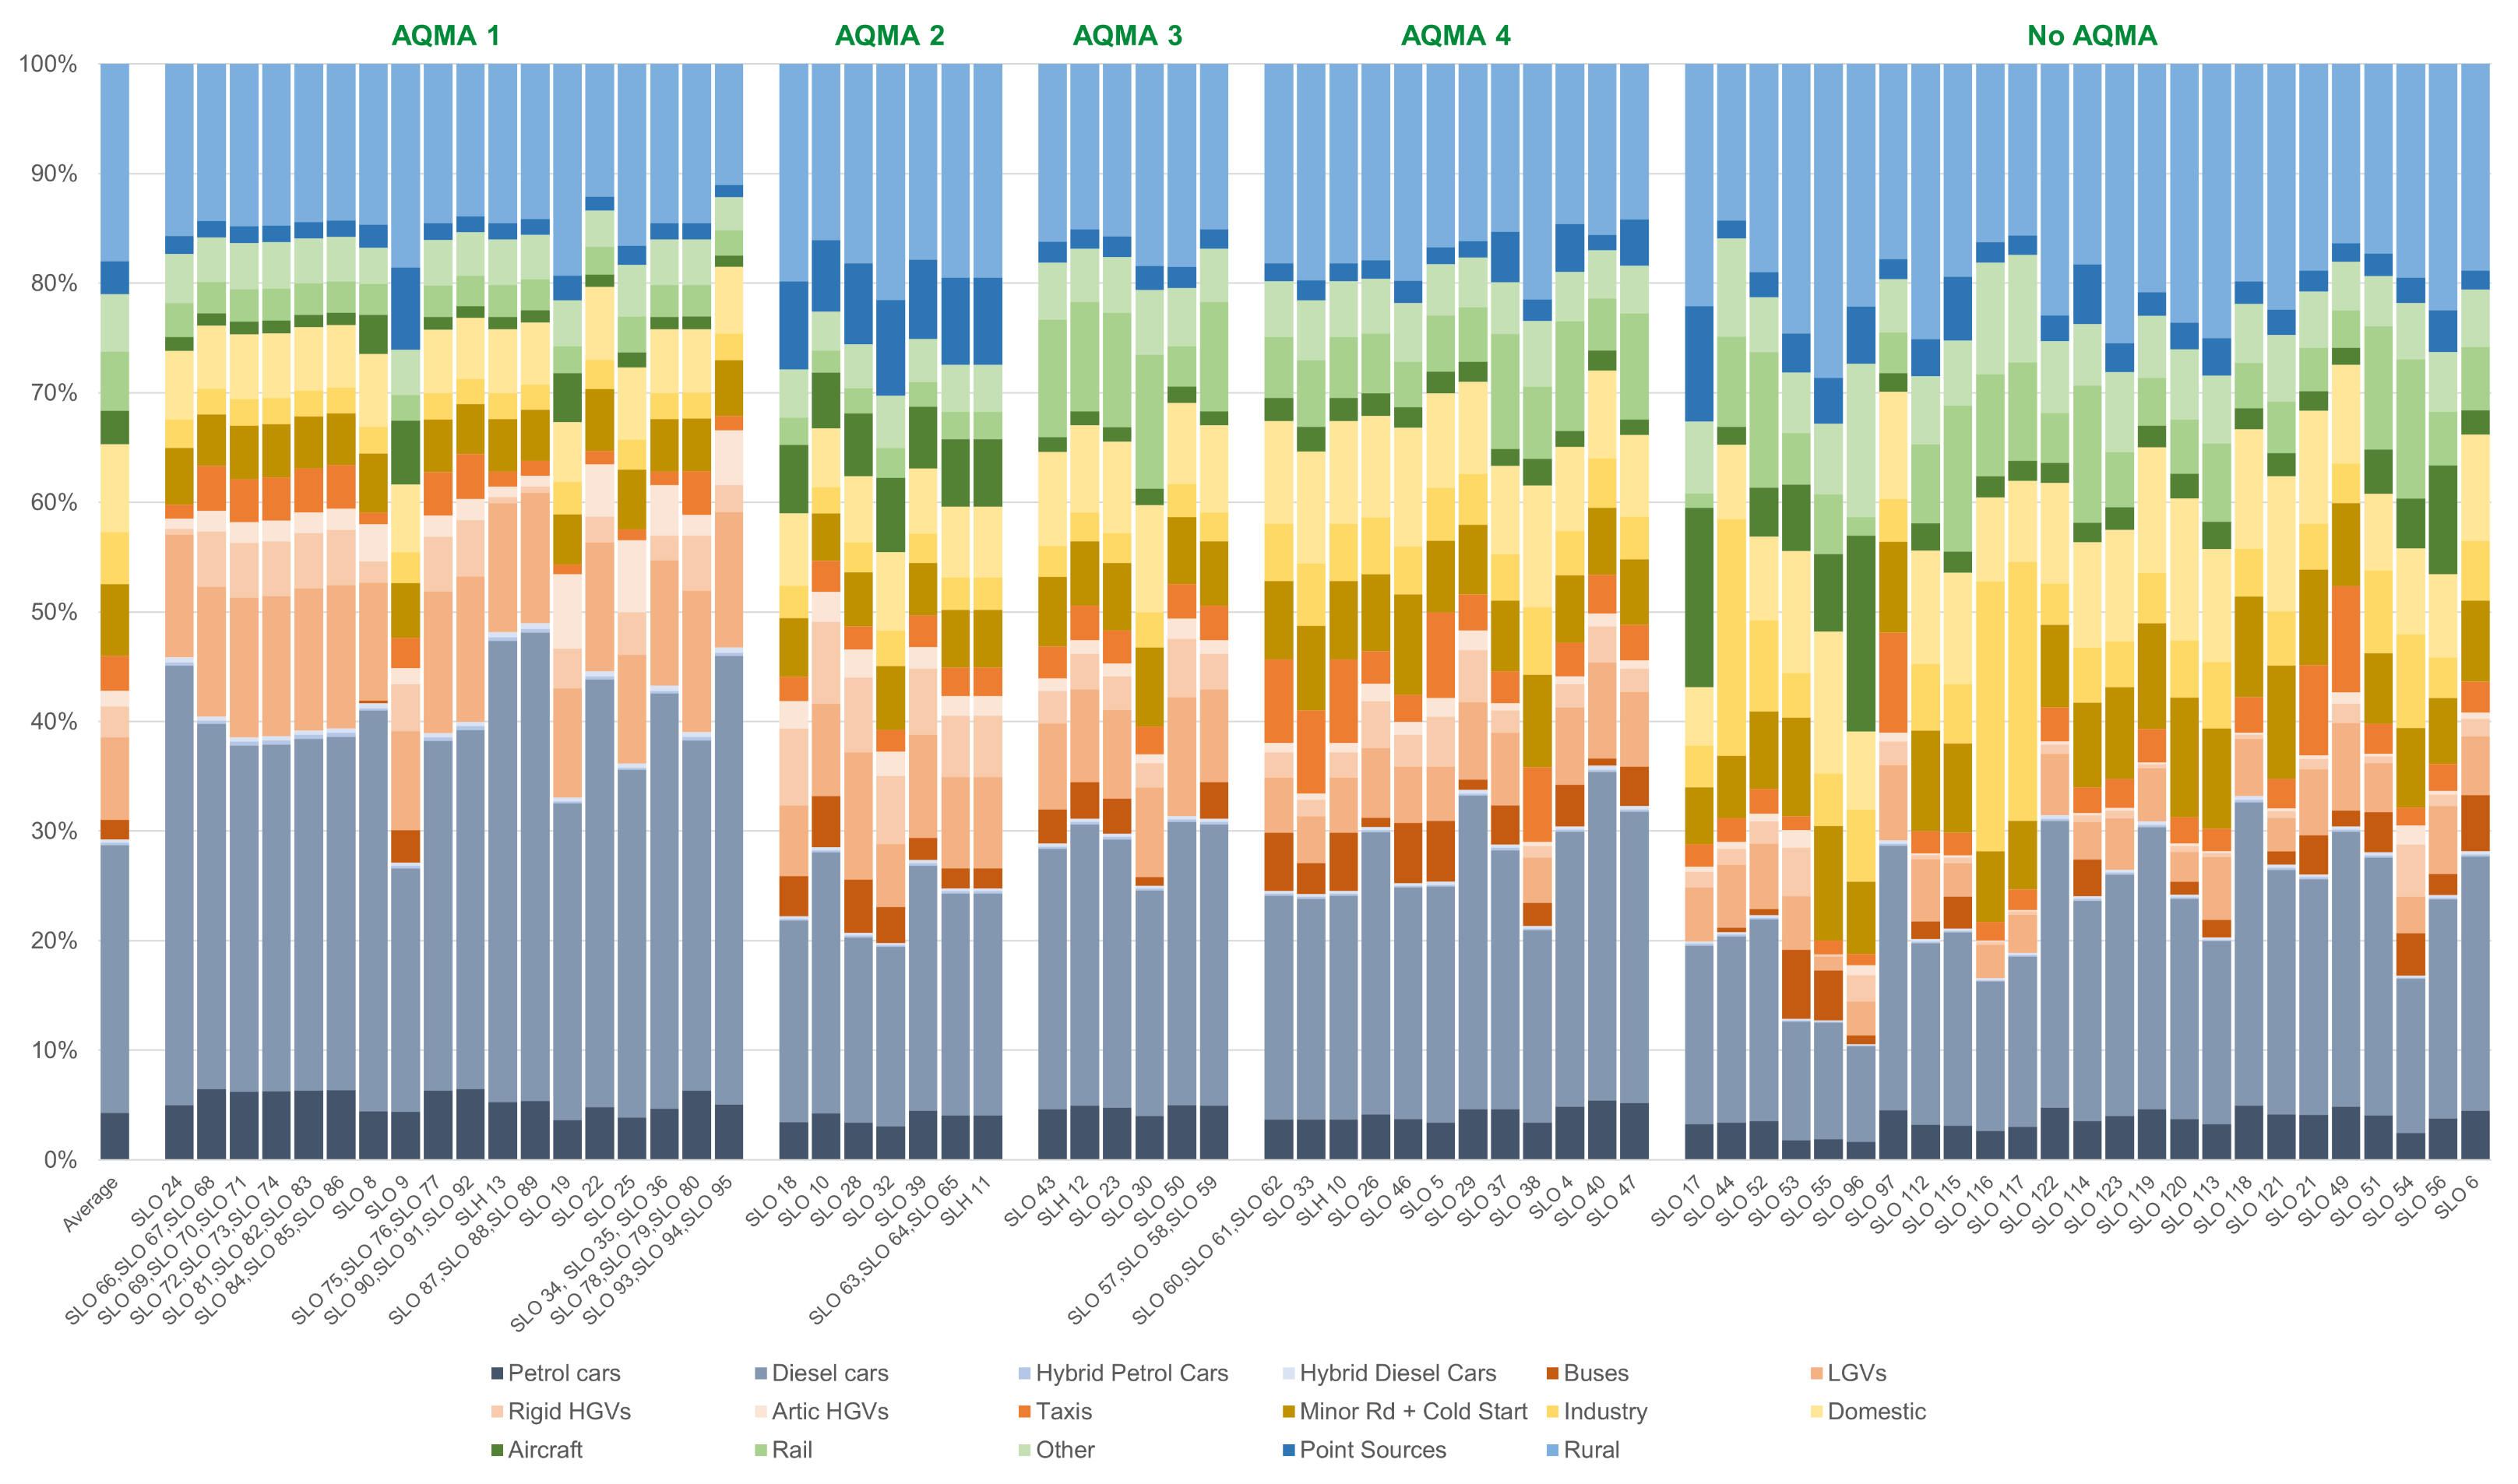 AQMA 1 AQMA 2 AQMA 3 AQMA 4 No AQMA
100%
90%
80%
70%
60%
50%
40%
30%
20%
10%
0%
Average
SLO 24
SLO 66,SLO 67,SLO 68
SLO 69,SLO 70,SLO 71
SLO 72,SLO 73,SLO 74
SLO 81,SLO 82,SLO 83
SLO 84,SLO 85,SLO 86
SLO 8
SLO 9
SLO 75,SLO 76,SLO 77
SLO 90,SLO 91,SLO 92
SLH 13
SLO 87,SLO 88,SLO 89
SLO 19
SLO 22
SLO 25
SLO 34, SLO 35, SLO 36
SLO 78,SLO 79,SLO 80
SLO 93,SLO 94,SLO 95
SLO 18
SLO 10
SLO 28
SLO 32
SLO 39
SLO 63,SLO 64,SLO 65
SLH 11
SLO 43
SLH 12
SLO 23
SLO 30
SLO 50
SLO 57,SLO 58,SLO 59
SLO 60,SLO 61,SLO 62
SLO 33
SLH 10
SLO 26
SLO 46
SLO 5
SLO 29
SLO 37
SLO 38
SLO 4
SLO 40
SLO 47
SLO 17
SLO 44
SLO 52
SLO 53
SLO 55
SLO 96
SLO 97
SLO 112
SLO 115
SLO 116
SLO 117
SLO 122
SLO 114
SLO 123
SLO 119
SLO 120
SLO 113
SLO 118
SLO 121
SLO 21
SLO 49
SLO 51
SLO 54
SLO 56
SLO 6
Petrol cars Diesel cars Hybrid Petrol Cars Hybrid Diesel Cars Buses LGVs
Rigid HGVs Artic HGVs Taxis Minor Rd + Cold Start Industry Domestic
Aircraft Rail Other Point Sources Rural